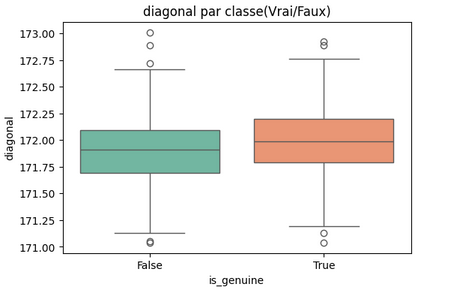 diagonal par classe(Vrai/Faux)
173.00
172.75
172.50
172.25
172.00
171.75
171.50
171.25
171.00
diagonal
False
True
is_genuine